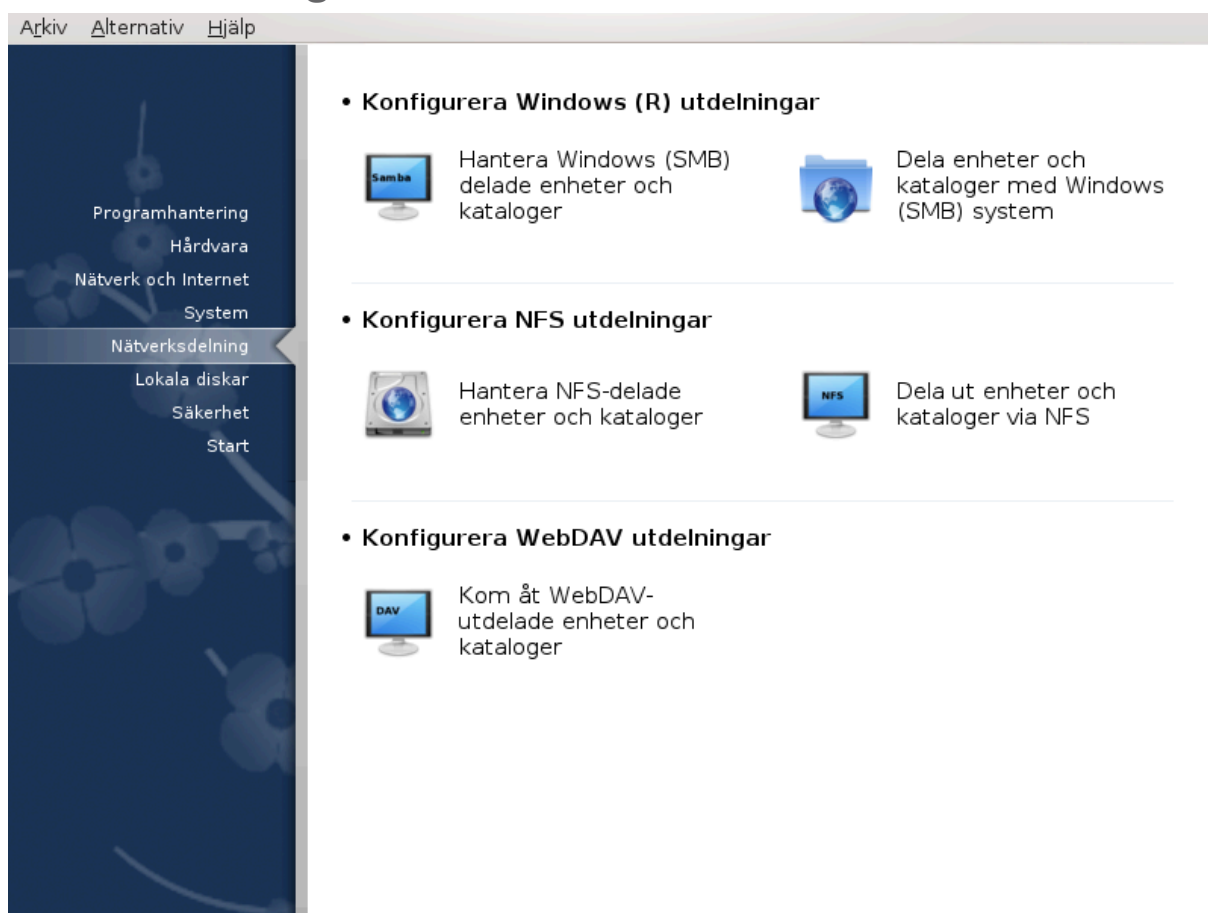 Arkiv Alternativ Hjälp
Programhantering
Hårdvara
Nätverk och Internet
System
Nätverksdelning
Lokala diskar
Säkerhet
Start
• Konfigurera Windows (R) utdelningar
Samba
Hantera Windows (SMB)
delade enheter och
kataloger
Dela enheter och
kataloger med Windows
(SMB) system
• Konfigurera NFS utdelningar
Hantera NFS-delade
enheter och kataloger
NFS
Dela ut enheter och
kataloger via NFS
• Konfigurera WebDAV utdelningar
DAV
Kom åt WebDAV-
utdelade enheter och
kataloger